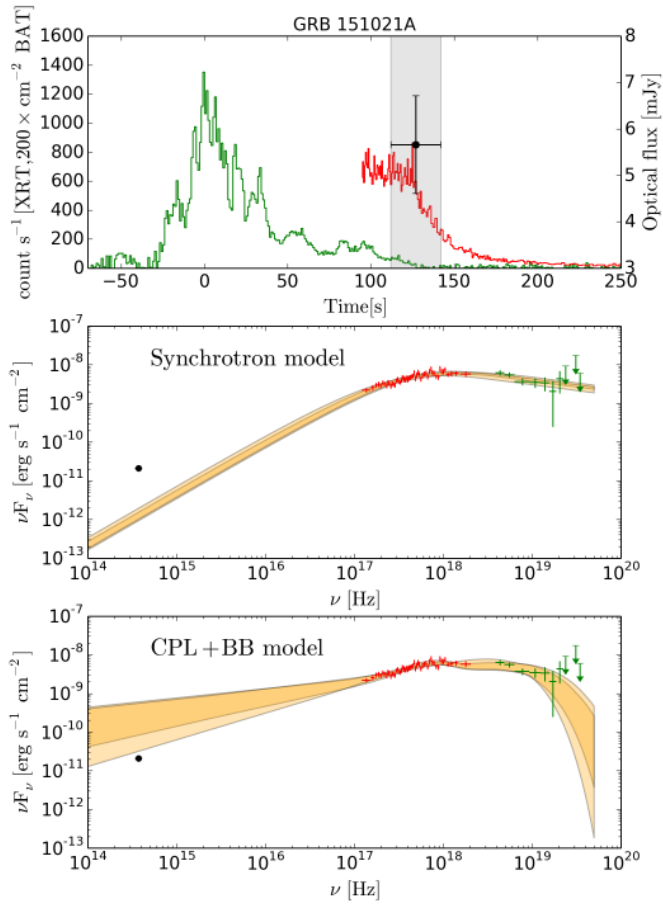 GRB 151021A
count s⁻¹ [XRT,200 × cm⁻² BAT]
1600
1400
1200
1000
800
600
400
200
0
8
7
6
5
4
3
Optical flux [mJy]
−50 0 50 100 150 200 250
Time[s]
νFν [erg s⁻¹ cm⁻²]
10⁻⁷
10⁻⁸
10⁻⁹
10⁻¹⁰
10⁻¹¹
10⁻¹²
10⁻¹³
Synchrotron model
10¹⁴ 10¹⁵ 10¹⁶ 10¹⁷ 10¹⁸ 10¹⁹ 10²⁰
ν [Hz]
νFν [erg s⁻¹ cm⁻²]
10⁻⁷
10⁻⁸
10⁻⁹
10⁻¹⁰
10⁻¹¹
10⁻¹²
10⁻¹³
CPL+BB model
10¹⁴ 10¹⁵ 10¹⁶ 10¹⁷ 10¹⁸ 10¹⁹ 10²⁰
ν [Hz]